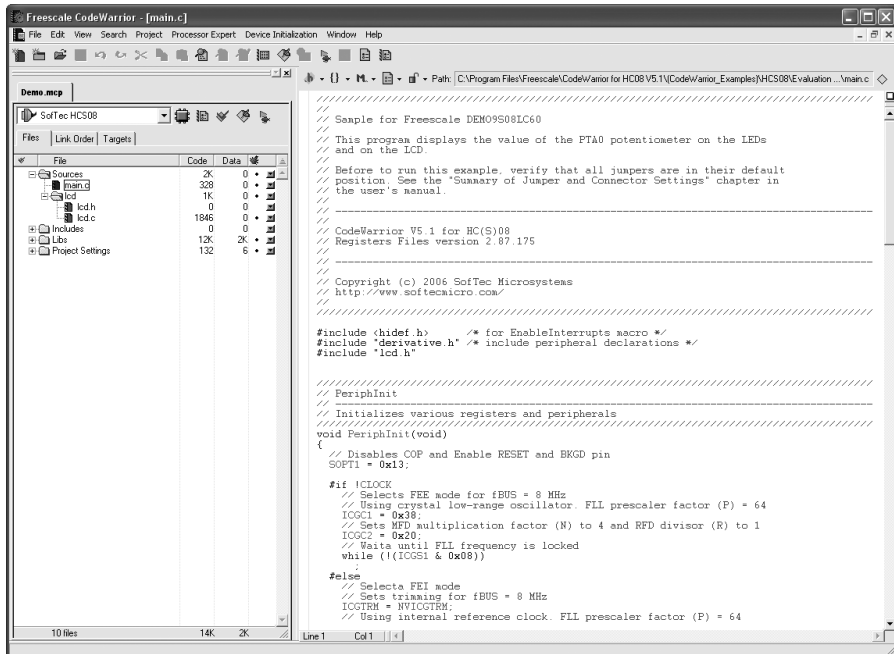 Freescale CodeWarrior - [main.c]
File Edit View Search Project Processor Expert Device Initialization Window Help
Demo.mcp
SofTec HCS08
Files Link Order Targets
File Code Data
Sources 2K 0
main.c 328 0
lcd 1K 0
lcd.h 0 0
lcd.c 1846 0
Includes 0 0
Libs 12K 2K
Project Settings 132 6
10 files 14K 2K
{} M. Path: C:\Program Files\Freescale\CodeWarrior for HC08 V5.1\(CodeWarrior_Examples)\HCS08\Evaluation ...\main.c
////////////////////////////////////////////////////////////////////////////////////////
//
// Sample for Freescale DEMO9S08LC60
//
// This program displays the value of the PTA0 potentiometer on the LEDs
// and on the LCD.
//
// Before to run this example, verify that all jumpers are in their default
// position. See the "Summary of Jumper and Connector Settings" chapter in
// the user's manual.
//
// --------------------------------------------------------------------------------
//
// CodeWarrior V5.1 for HC(S)08
// Registers Files version 2.87.175
//
// --------------------------------------------------------------------------------
//
// Copyright (c) 2006 SofTec Microsystems
// http://www.softecmicro.com/
//
////////////////////////////////////////////////////////////////////////////////////////
#include <hidef.h> /* for EnableInterrupts macro */
#include "derivative.h" /* include peripheral declarations */
#include "lcd.h"
////////////////////////////////////////////////////////////////////////////////////////
// PeriphInit
// --------------------------------------------------------------------------------
// Initializes various registers and peripherals
////////////////////////////////////////////////////////////////////////////////////////
void PeriphInit(void)
{
// Disables COP and Enable RESET and BKGD pin
SOPT1 = 0x13;
#if !CLOCK
// Selects FEE mode for fBUS = 8 MHz
// Using crystal low-range oscillator. FLL prescaler factor (P) = 64
ICGC1 = 0x38;
// Sets MFD multiplication factor (N) to 4 and RFD divisor (R) to 1
ICGC2 = 0x20;
// Waita until FLL frequency is locked
while (!(ICGS1 & 0x08))
;
#else
// Selecta FEI mode
// Sets trimming for fBUS = 8 MHz
ICGTRM = NVICGTRM;
// Using internal reference clock. FLL prescaler factor (P) = 64
Line 1 Col 1